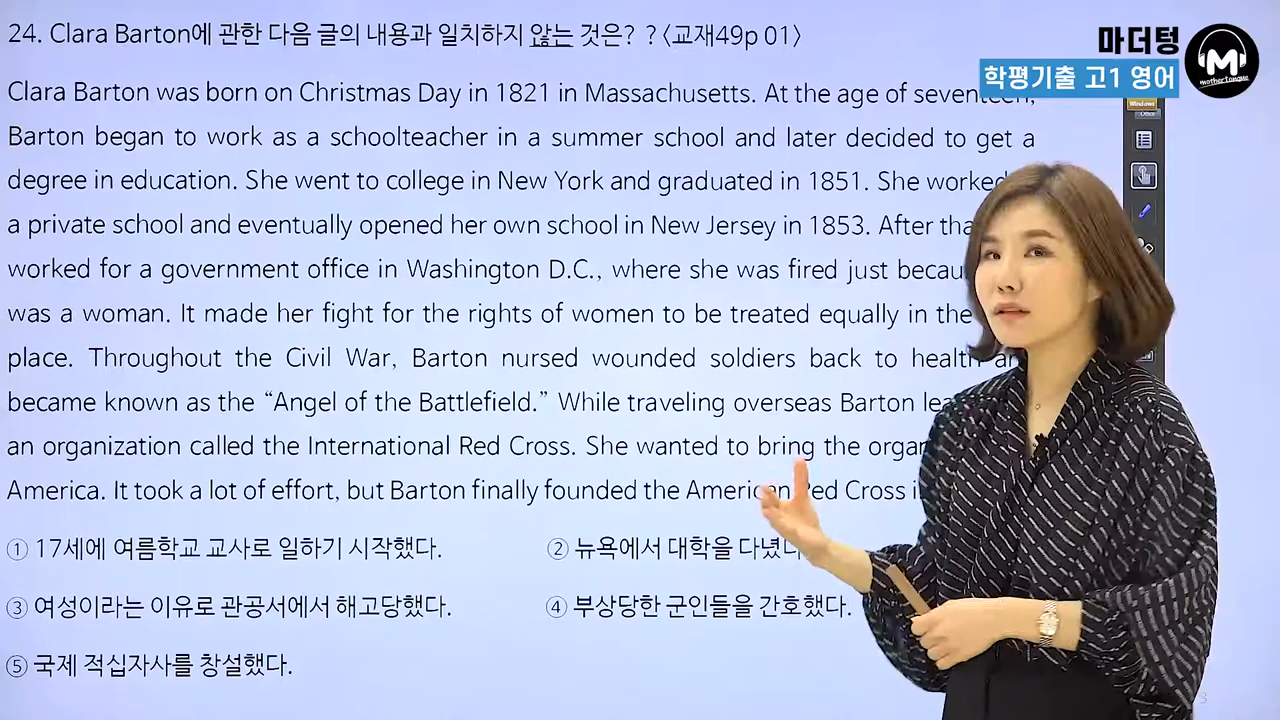 24. Clara Barton에 관한 다음 글의 내용과 일치하지 않는 것은? ?〈교재49p 01〉
마더텅
학평기출 고1 영어
mothertongue
Clara Barton was born on Christmas Day in 1821 in Massachusetts. At the age of seventeen,
Barton began to work as a schoolteacher in a summer school and later decided to get a
degree in education. She went to college in New York and graduated in 1851. She worked
a private school and eventually opened her own school in New Jersey in 1853. After
worked for a government office in Washington D.C., where she was fired just
was a woman. It made her fight for the rights of women to be treated equally in the
place. Throughout the Civil War, Barton nursed wounded soldiers back to health
became known as the “Angel of the Battlefield.” While traveling overseas Barton
an organization called the International Red Cross. She wanted to bring the
America. It took a lot of effort, but Barton finally founded the American Red Cross
① 17세에 여름학교 교사로 일하기 시작했다.
② 뉴욕에서 대학을
③ 여성이라는 이유로 관공서에서 해고당했다.
④ 부상당한 군인들을 간호했다.
⑤ 국제 적십자사를 창설했다.
Windows
3